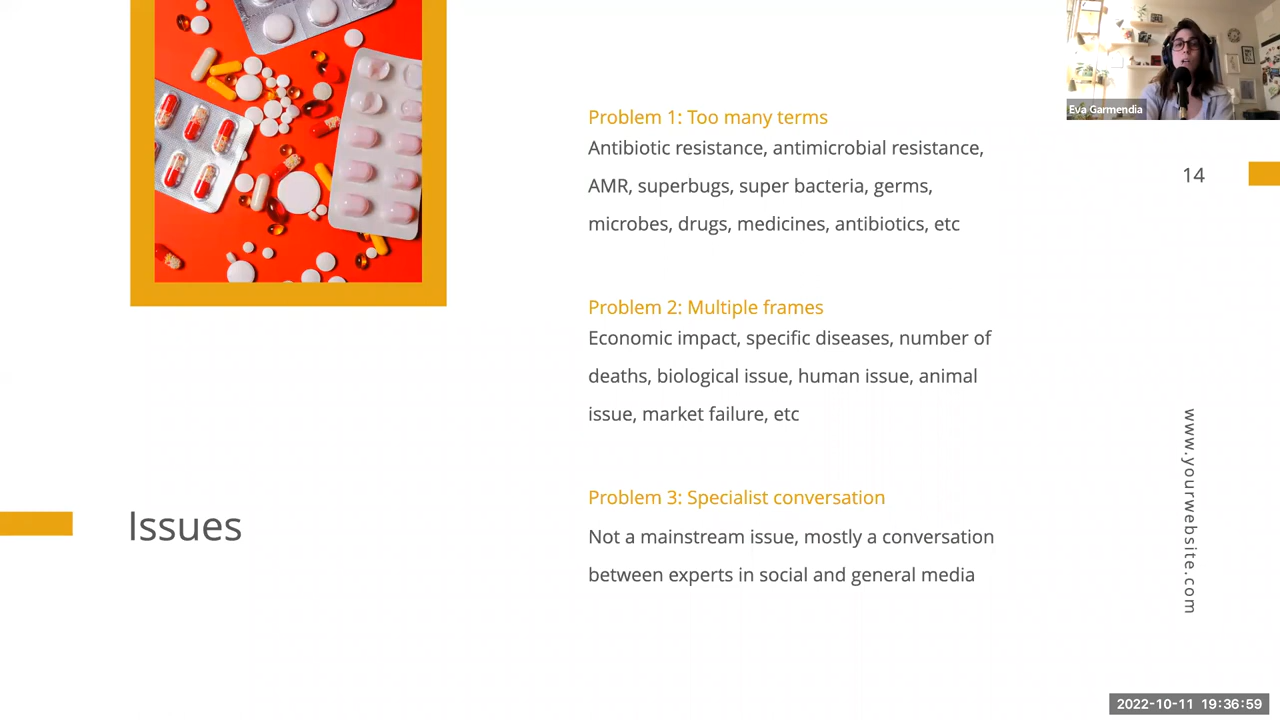 Eva Garmendia
Problem 1: Too many terms
Antibiotic resistance, antimicrobial resistance,
AMR, superbugs, super bacteria, germs,
microbes, drugs, medicines, antibiotics, etc
14
Problem 2: Multiple frames
Economic impact, specific diseases, number of
deaths, biological issue, human issue, animal
issue, market failure, etc
www.yourwebsite.com
Issues
Problem 3: Specialist conversation
Not a mainstream issue, mostly a conversation
between experts in social and general media
2022-10-11 19:36:59